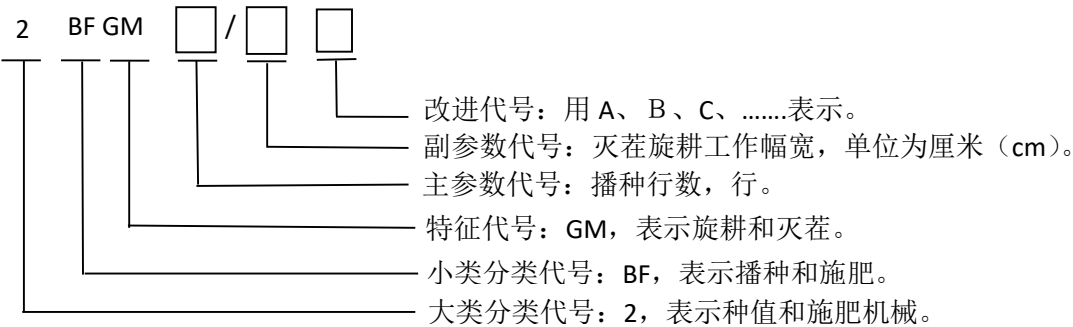 2 BF GM □/□ □
改进代号：用 A、B、C、…….表示。
副参数代号：灭茬旋耕工作幅宽，单位为厘米（cm）。
主参数代号：播种行数，行。
特征代号：GM，表示旋耕和灭茬。
小类分类代号：BF，表示播种和施肥。
大类分类代号：2，表示种值和施肥机械。